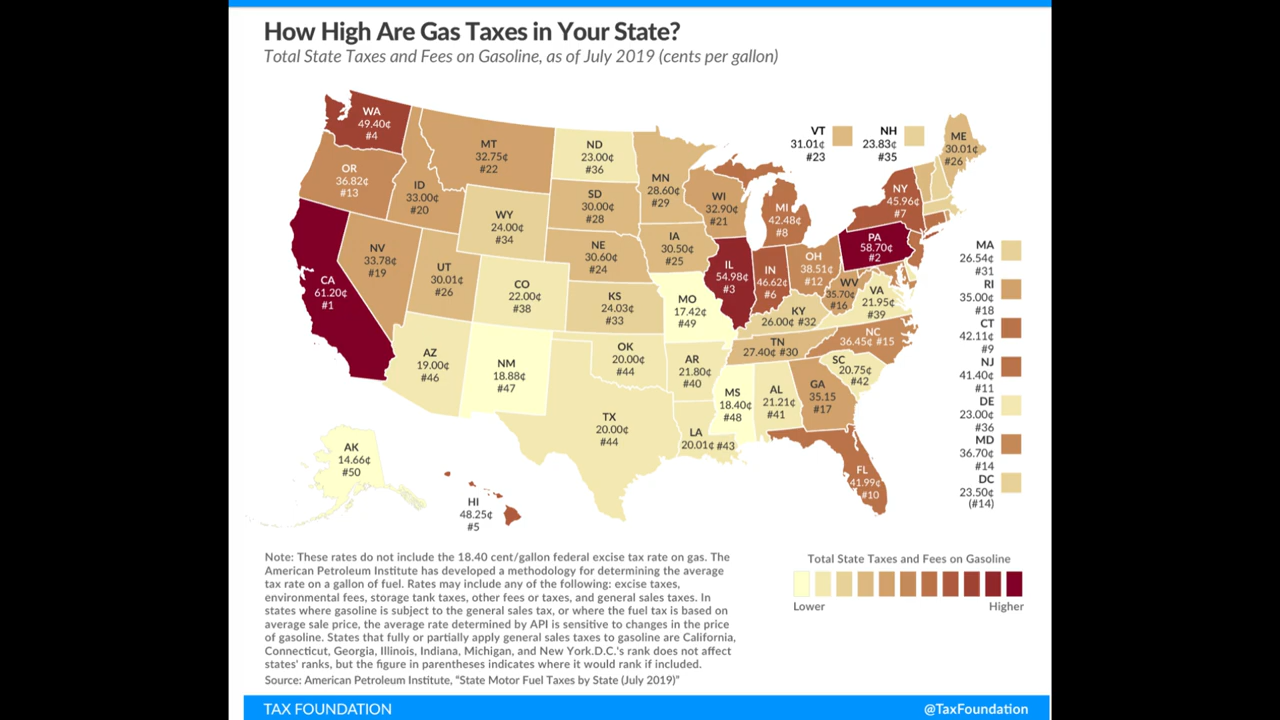 How High Are Gas Taxes in Your State?
Total State Taxes and Fees on Gasoline, as of July 2019 (cents per gallon)
WA
49.40¢
#4
OR
36.82¢
#13
CA
61.20¢
#1
ID
33.00¢
#20
NV
33.78¢
#19
MT
32.75¢
#22
WY
24.00¢
#34
UT
30.01¢
#26
CO
22.00¢
#38
AZ
19.00¢
#46
NM
18.88¢
#47
ND
23.00¢
#36
SD
30.00¢
#28
NE
30.60¢
#24
KS
24.03¢
#33
OK
20.00¢
#44
TX
20.00¢
#44
MN
28.60¢
#29
IA
30.50¢
#25
MO
17.42¢
#49
AR
21.80¢
#40
LA
20.01¢ #43
WI
32.90¢
#21
IL
54.98¢
#3
MI
42.48¢
#8
IN
46.62¢
#6
OH
38.51¢
#12
KY
26.00¢ #32
TN
27.40¢ #30
MS
18.40¢
#48
AL
21.21¢
#41
GA
35.15
#17
FL
41.99¢
#10
SC
20.75¢
#42
NC
36.45¢ #15
VA
21.95¢
#39
WV
35.70¢
#16
PA
58.70¢
#2
NY
45.96¢
#7
VT
31.01¢
#23
NH
23.83¢
#35
ME
30.01¢
#26
MA
26.54¢
#31
RI
35.00¢
#18
CT
42.11¢
#9
NJ
41.40¢
#11
DE
23.00¢
#36
MD
36.70¢
#14
DC
23.50¢
(#14)
AK
14.66¢
#50
HI
48.25¢
#5
Note: These rates do not include the 18.40 cent/gallon federal excise tax rate on gas. The
American Petroleum Institute has developed a methodology for determining the average
tax rate on a gallon of fuel. Rates may include any of the following: excise taxes,
environmental fees, storage tank taxes, other fees or taxes, and general sales taxes. In
states where gasoline is subject to the general sales tax, or where the fuel tax is based on
average sale price, the average rate determined by API is sensitive to changes in the price
of gasoline. States that fully or partially apply general sales taxes to gasoline are California,
Connecticut, Georgia, Illinois, Indiana, Michigan, and New York.D.C.'s rank does not affect
states' ranks, but the figure in parentheses indicates where it would rank if included.
Source: American Petroleum Institute, "State Motor Fuel Taxes by State (July 2019)"
Total State Taxes and Fees on Gasoline
Lower
Higher
TAX FOUNDATION
@TaxFoundation